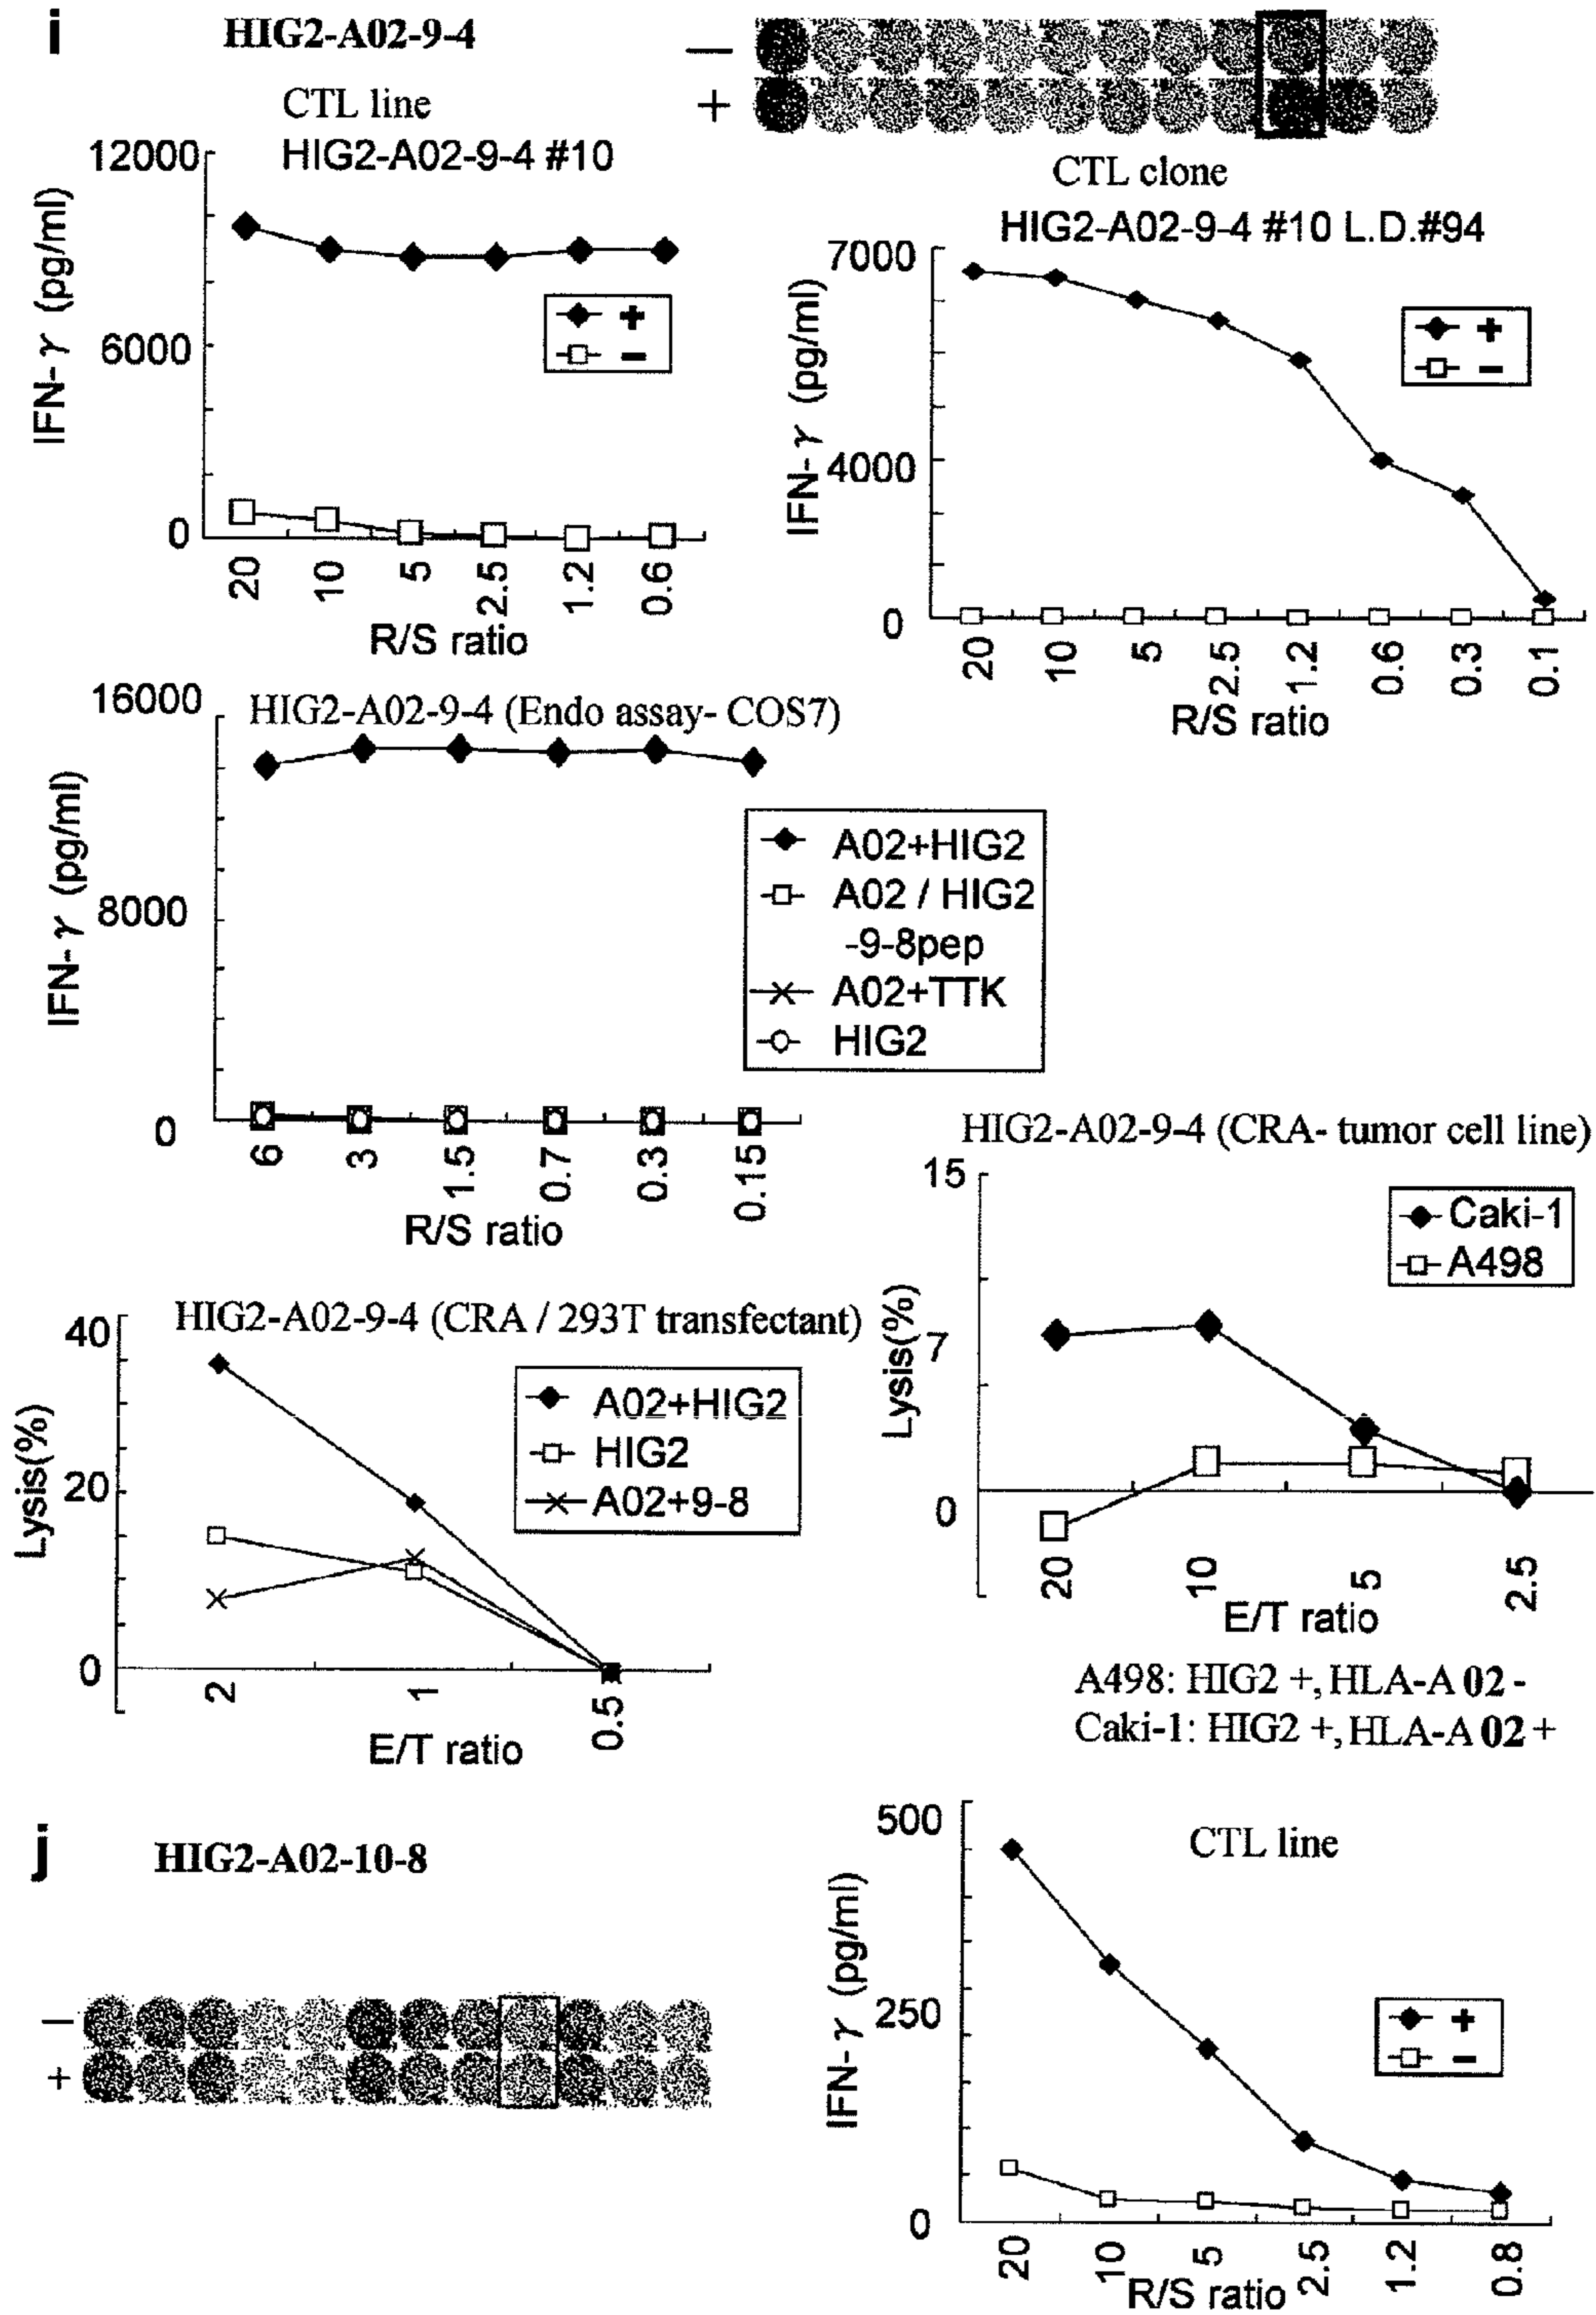 i
HIG2-A02-9-4
−
+
CTL line
HIG2-A02-9-4 #10
12000
6000
0
IFN-γ (pg/ml)
+
−
20
10
5
2.5
1.2
0.6
R/S ratio
CTL clone
HIG2-A02-9-4 #10 L.D.#94
7000
4000
0
IFN-γ (pg/ml)
+
−
20
10
5
2.5
1.2
0.6
0.3
0.1
R/S ratio
HIG2-A02-9-4 (Endo assay- COS7)
16000
8000
0
IFN-γ (pg/ml)
A02+HIG2
A02 / HIG2
-9-8pep
A02+TTK
HIG2
6
3
1.5
0.7
0.3
0.15
R/S ratio
HIG2-A02-9-4 (CRA- tumor cell line)
15
7
0
Lysis(%)
Caki-1
A498
20
10
5
2.5
E/T ratio
A498: HIG2 +, HLA-A 02 -
Caki-1: HIG2 +, HLA-A 02 +
HIG2-A02-9-4 (CRA / 293T transfectant)
40
20
0
Lysis(%)
A02+HIG2
HIG2
A02+9-8
2
1
0.5
E/T ratio
j
HIG2-A02-10-8
−
+
CTL line
500
250
0
IFN-γ (pg/ml)
+
−
20
10
5
2.5
1.2
0.8
R/S ratio